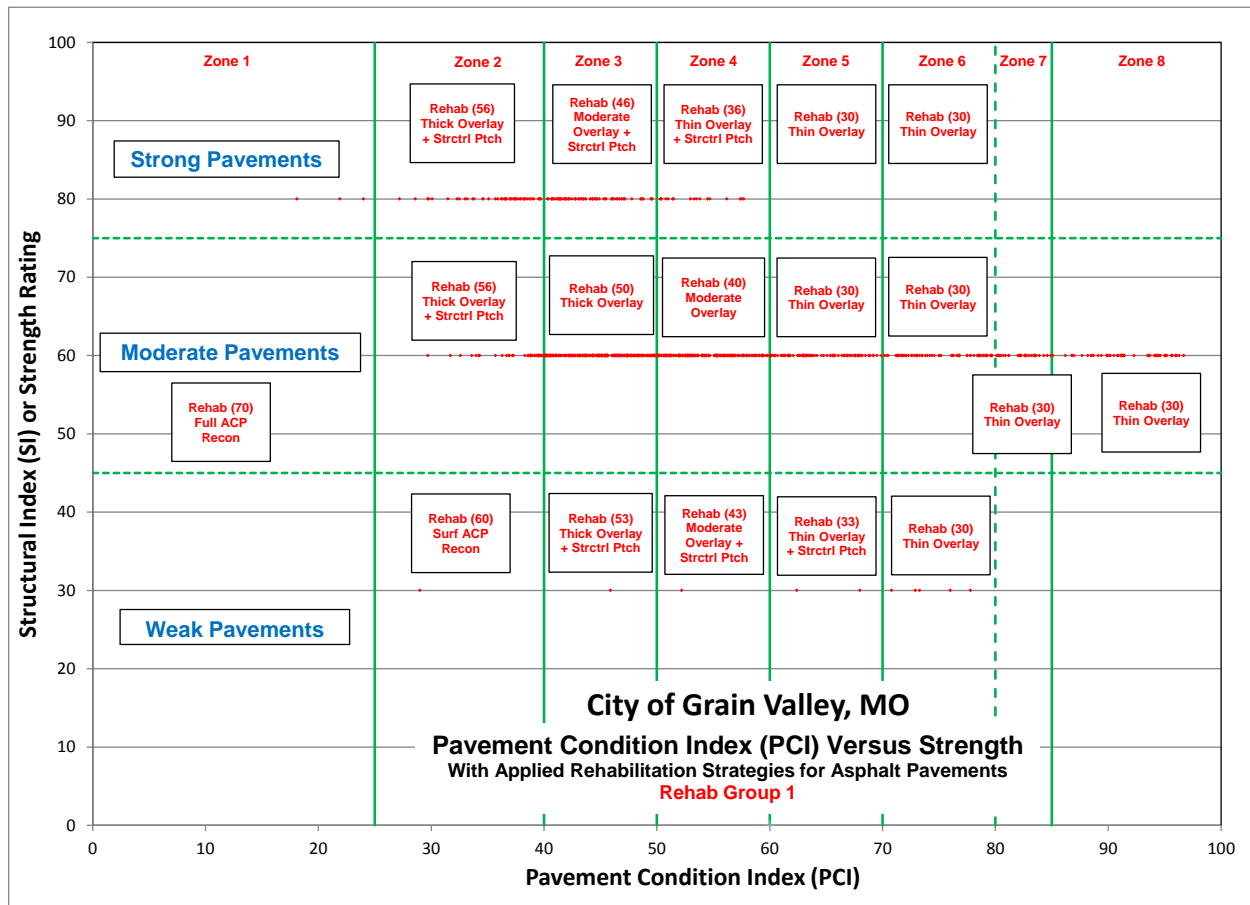 100
90
80
70
60
50
40
30
20
10
0
Structural Index (SI) or Strength Rating
Zone 1
Zone 2
Zone 3
Zone 4
Zone 5
Zone 6
Zone 7
Zone 8
Strong Pavements
Rehab (56)
Thick Overlay
+ Strctrl Ptch
Rehab (46)
Moderate
Overlay +
Strctrl Ptch
Rehab (36)
Thin Overlay
+ Strctrl Ptch
Rehab (30)
Thin Overlay
Rehab (30)
Thin Overlay
Moderate Pavements
Rehab (56)
Thick Overlay
+ Strctrl Ptch
Rehab (50)
Thick Overlay
Rehab (40)
Moderate
Overlay
Rehab (30)
Thin Overlay
Rehab (30)
Thin Overlay
Rehab (70)
Full ACP
Recon
Rehab (30)
Thin Overlay
Rehab (30)
Thin Overlay
Rehab (60)
Surf ACP
Recon
Rehab (53)
Thick Overlay
+ Strctrl Ptch
Rehab (43)
Moderate
Overlay +
Strctrl Ptch
Rehab (33)
Thin Overlay
+ Strctrl Ptch
Rehab (30)
Thin Overlay
Weak Pavements
City of Grain Valley, MO
Pavement Condition Index (PCI) Versus Strength
With Applied Rehabilitation Strategies for Asphalt Pavements
Rehab Group 1
0
10
20
30
40
50
60
70
80
90
100
Pavement Condition Index (PCI)